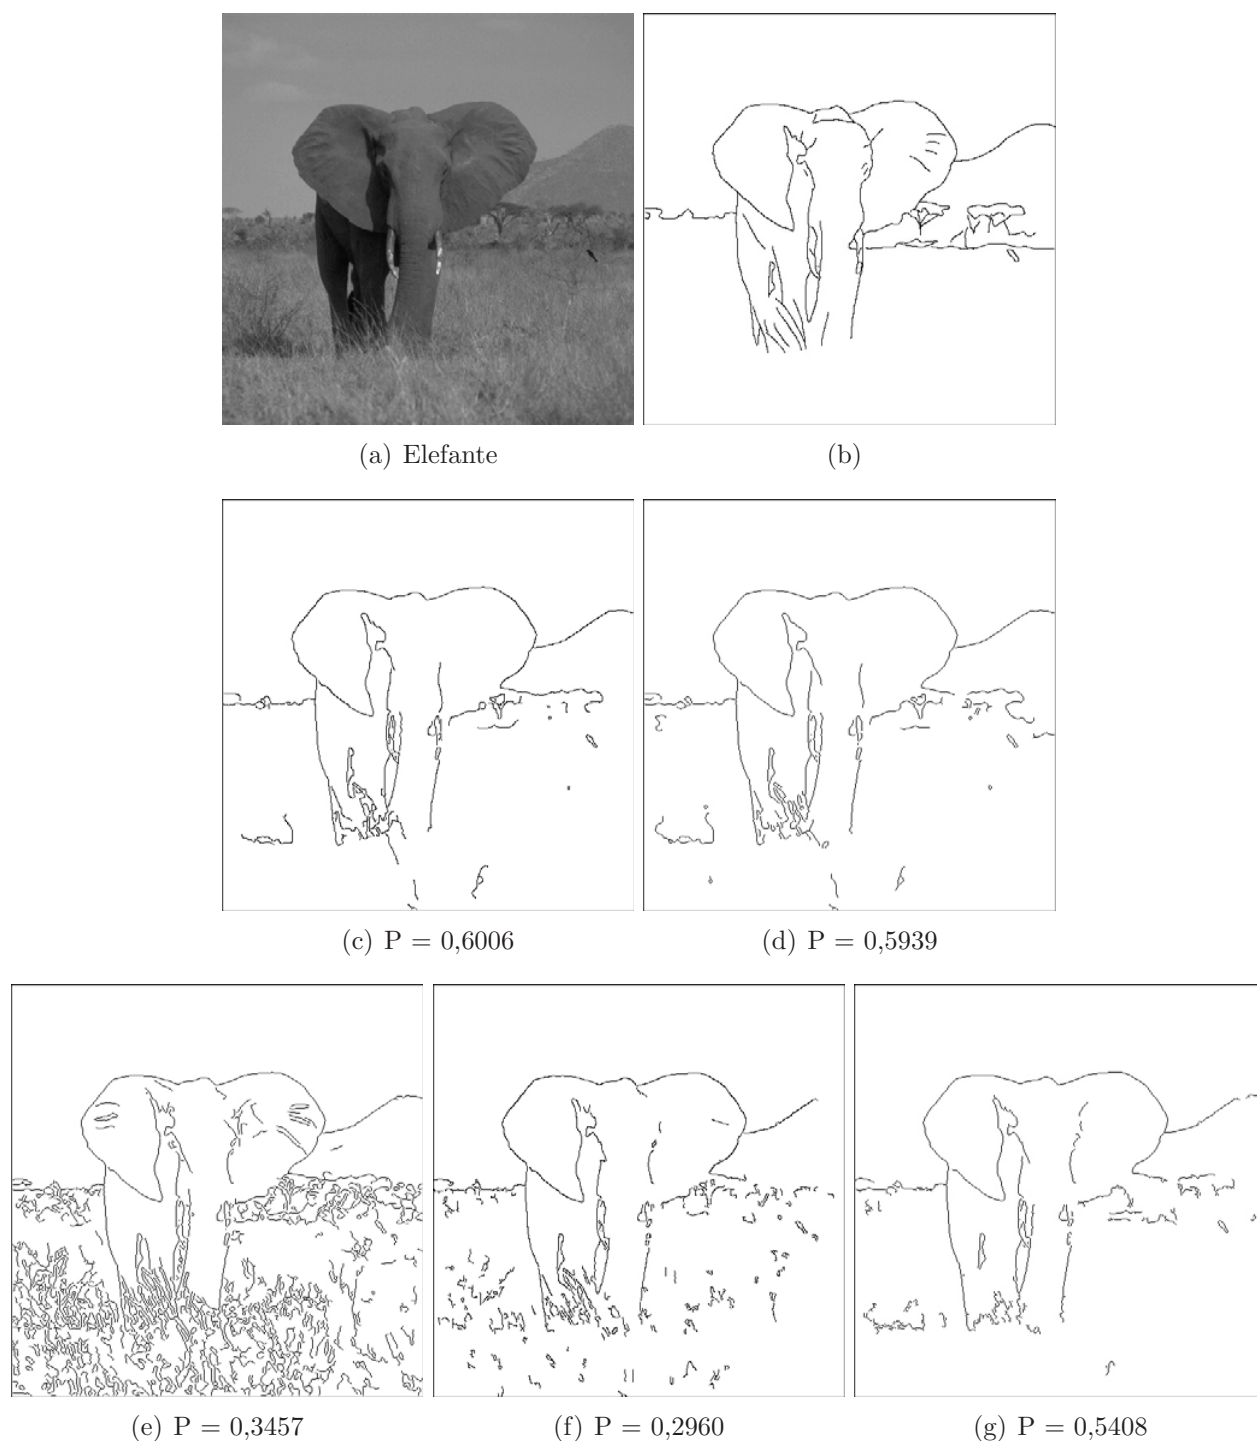 (a) Elefante
(b)
(c) P = 0,6006
(d) P = 0,5939
(e) P = 0,3457
(f) P = 0,2960
(g) P = 0,5408